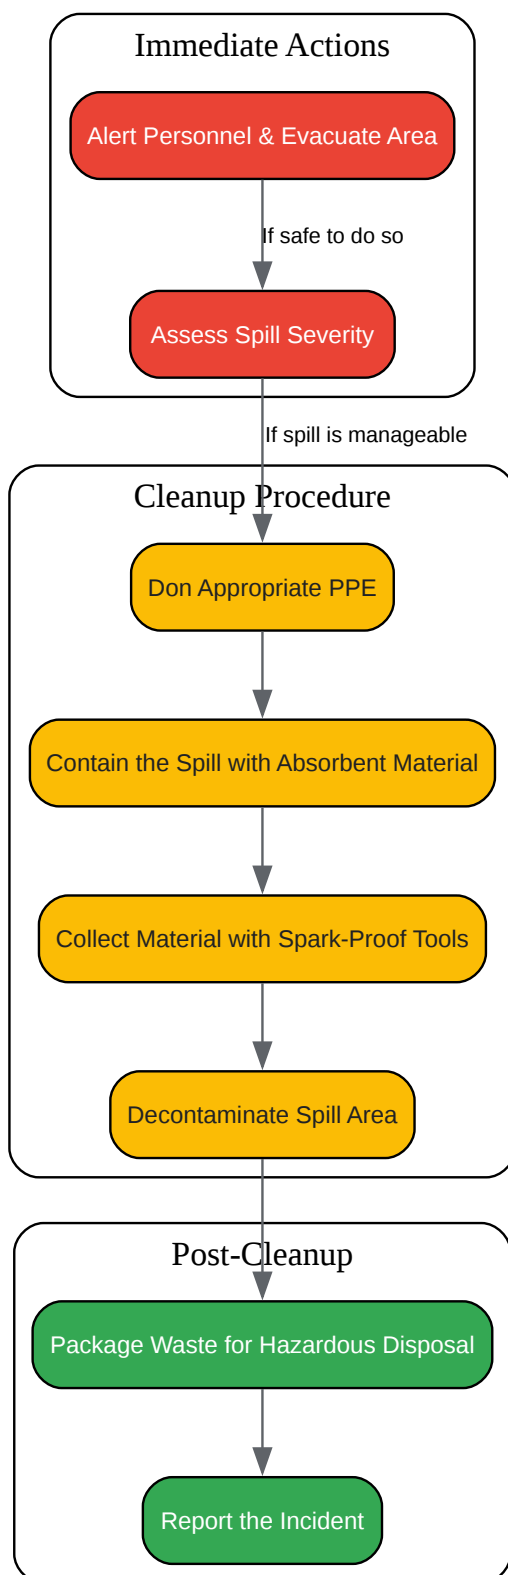 Immediate Actions
Alert Personnel & Evacuate Area
If safe to do so
Assess Spill Severity
If spill is manageable
Cleanup Procedure
Don Appropriate PPE
Contain the Spill with Absorbent Material
Collect Material with Spark-Proof Tools
Decontaminate Spill Area
Post-Cleanup
Package Waste for Hazardous Disposal
Report the Incident